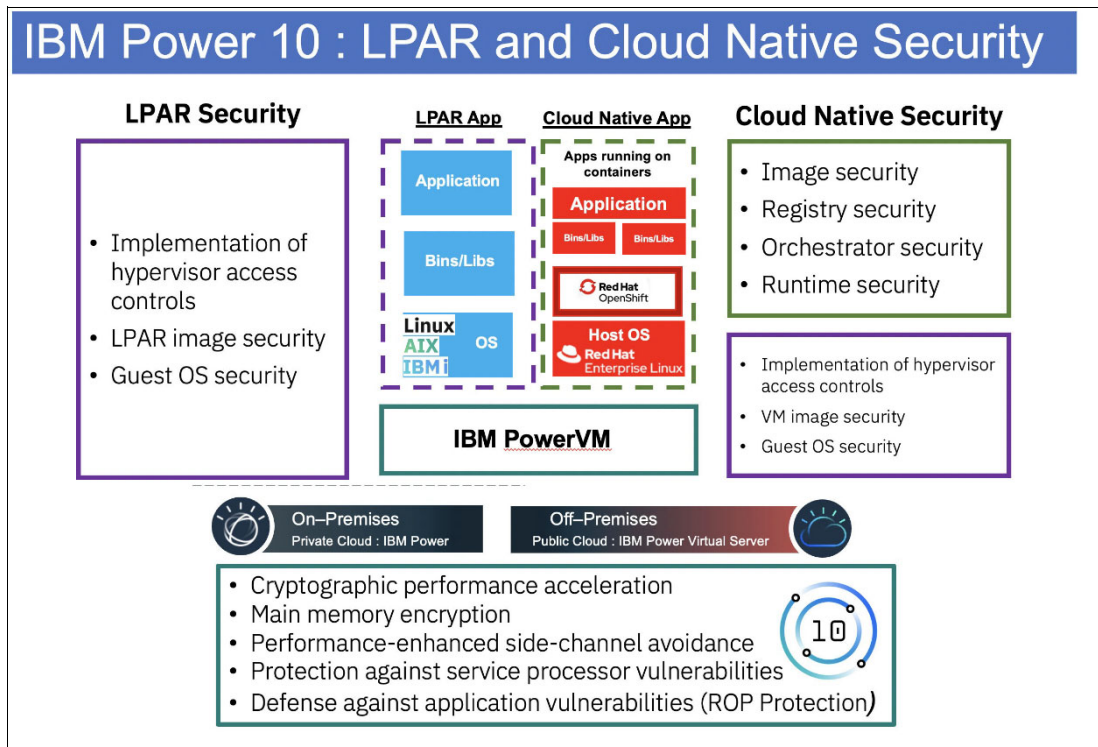 IBM Power 10 : LPAR and Cloud Native Security
LPAR Security
• Implementation of
hypervisor access
controls
• LPAR image security
• Guest OS security
LPAR App
Application
Bins/Libs
Linux
AIX
IBM i
OS
Cloud Native App
Apps running on
containers
Application
Bins/Libs
Bins/Libs
Red Hat
OpenShift
Host OS
Red Hat
Enterprise Linux
IBM PowerVM
Cloud Native Security
• Image security
• Registry security
• Orchestrator security
• Runtime security
• Implementation of hypervisor
access controls
• VM image security
• Guest OS security
On–Premises
Private Cloud : IBM Power
Off–Premises
Public Cloud : IBM Power Virtual Server
• Cryptographic performance acceleration
• Main memory encryption
• Performance-enhanced side-channel avoidance
• Protection against service processor vulnerabilities
• Defense against application vulnerabilities (ROP Protection)
10